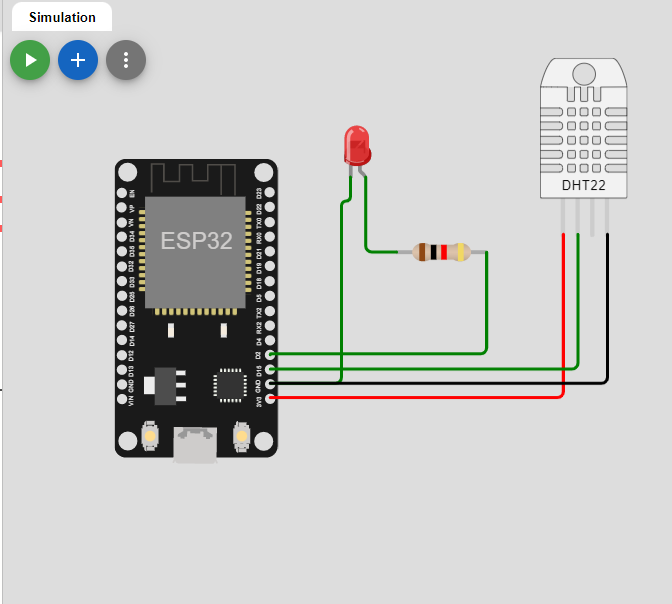 Simulation
DHT22
ESP32
EN
VP
VN
D34
D35
D32
D33
D25
D26
D27
D14
D12
D13
GND
VIN
D23
D22
TX0
RX0
D21
D19
D18
D5
TX2
RX2
D4
D2
D15
GND
3V3